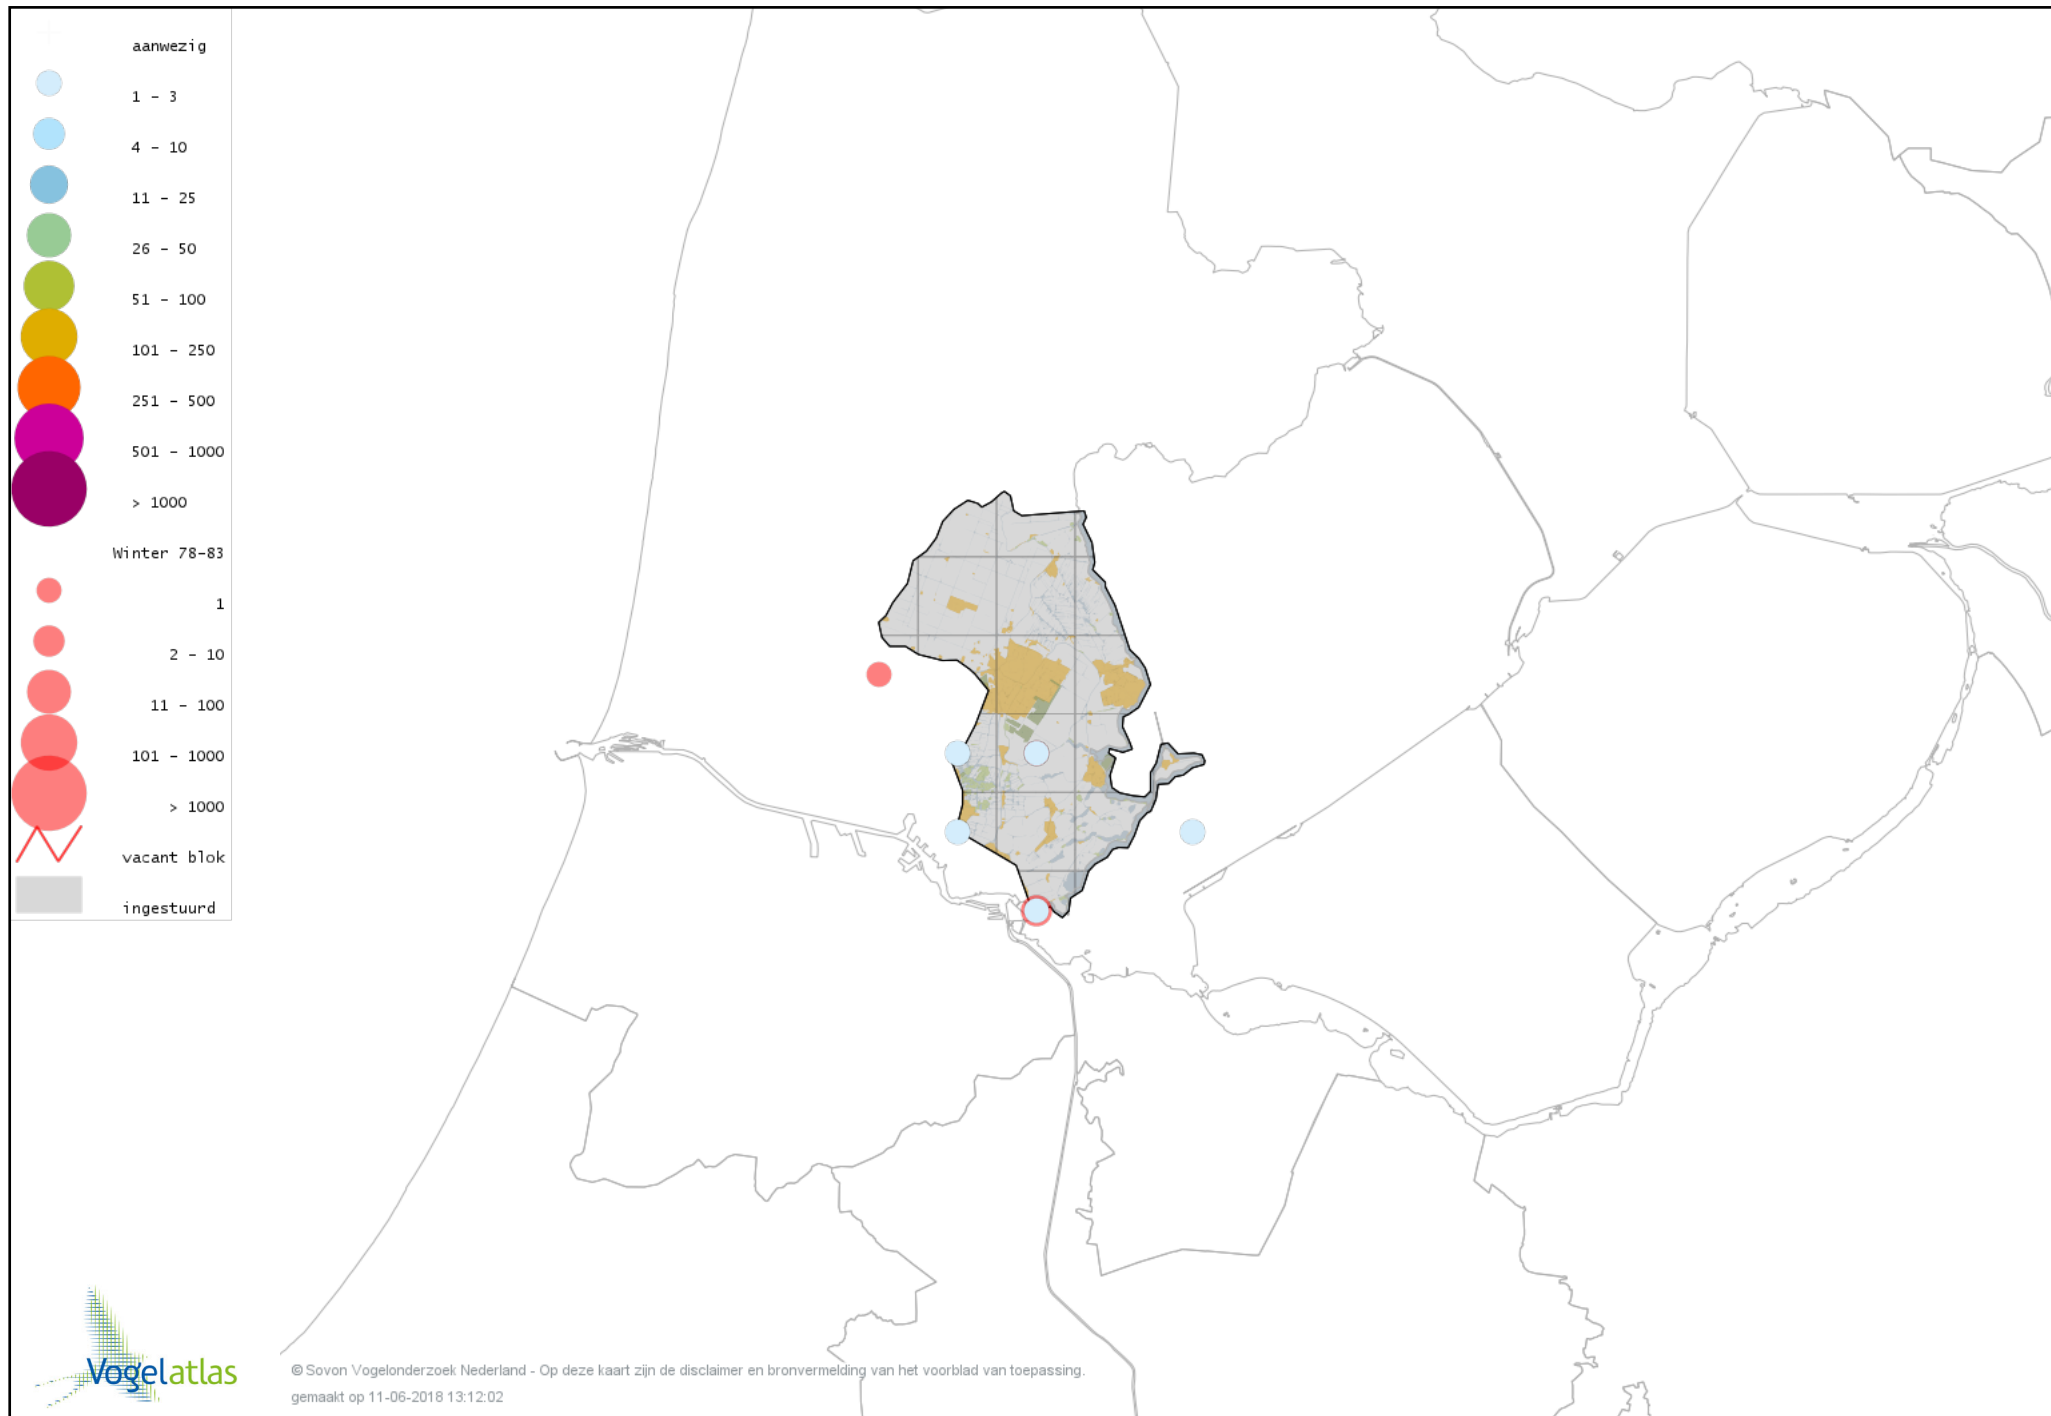 aanwezig
1 - 3
4 - 10
11 - 25
26 - 50
51 - 100
101 - 250
251 - 500
501 - 1000
> 1000
Winter 78-83
1
2 - 10
11 - 100
101 - 1000
> 1000
vacant blok
ingestuurd
Vogelatlas
© Sovon Vogelonderzoek Nederland - Op deze kaart zijn de disclaimer en bronvermelding van het voorblad van toepassing.
gemaakt op 11-06-2018 13:12:02